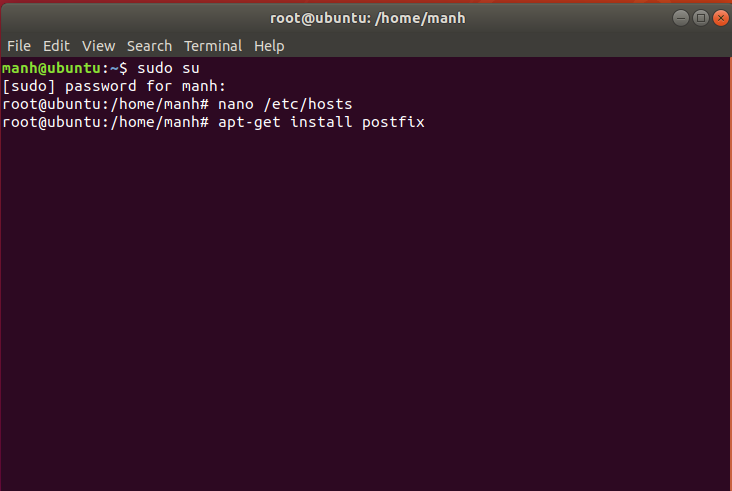 root@ubuntu: /home/manh
File Edit View Search Terminal Help
manh@ubuntu:~$ sudo su
[sudo] password for manh:
root@ubuntu:/home/manh# nano /etc/hosts
root@ubuntu:/home/manh# apt-get install postfix